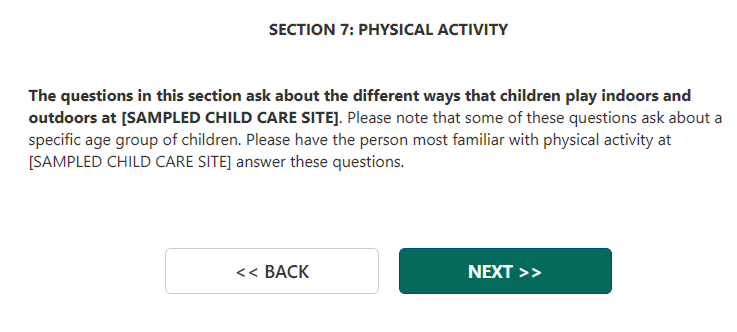 SECTION 7: PHYSICAL ACTIVITY
The questions in this section ask about the different ways that children play indoors and
outdoors at [SAMPLED CHILD CARE SITE]. Please note that some of these questions ask about a
specific age group of children. Please have the person most familiar with physical activity at
[SAMPLED CHILD CARE SITE] answer these questions.
<< BACK
NEXT >>